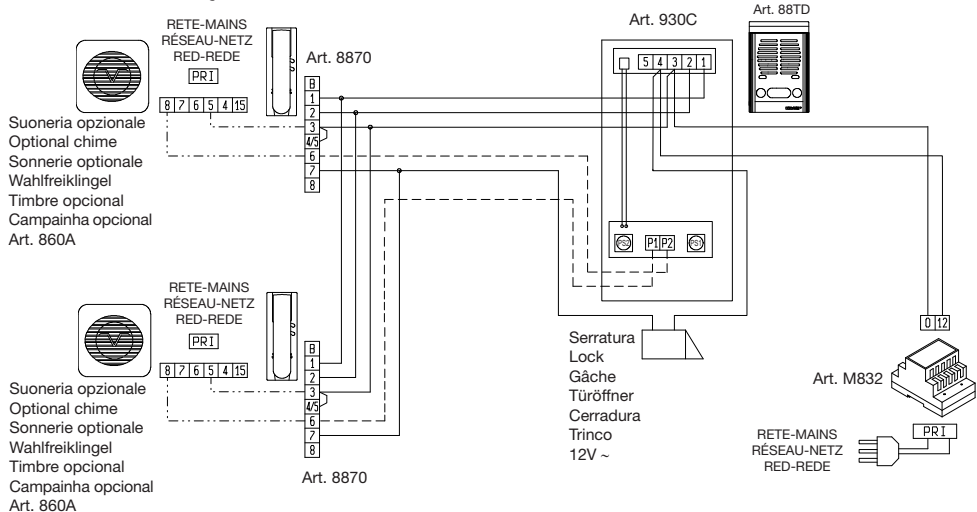 RETE-MAINS
RÉSEAU-NETZ
RED-REDE
PRI
8 7 6 5 4 15
Suoneria opzionale
Optional chime
Sonnerie optionale
Wahlfreiklingel
Timbre opcional
Campainha opcional
Art. 860A
Art. 8870
B
1
2
3
4/5
6
7
8
Art. 930C
5 4 3 2 1
PS2
P1 P2
PS1
Art. 88TD
RETE-MAINS
RÉSEAU-NETZ
RED-REDE
PRI
8 7 6 5 4 15
Suoneria opzionale
Optional chime
Sonnerie optionale
Wahlfreiklingel
Timbre opcional
Campainha opcional
Art. 860A
B
1
2
3
4/5
6
7
8
Art. 8870
Serratura
Lock
Gâche
Türöffner
Cerradura
Trinco
12V ~
0 12
Art. M832
PRI
RETE-MAINS
RÉSEAU-NETZ
RED-REDE